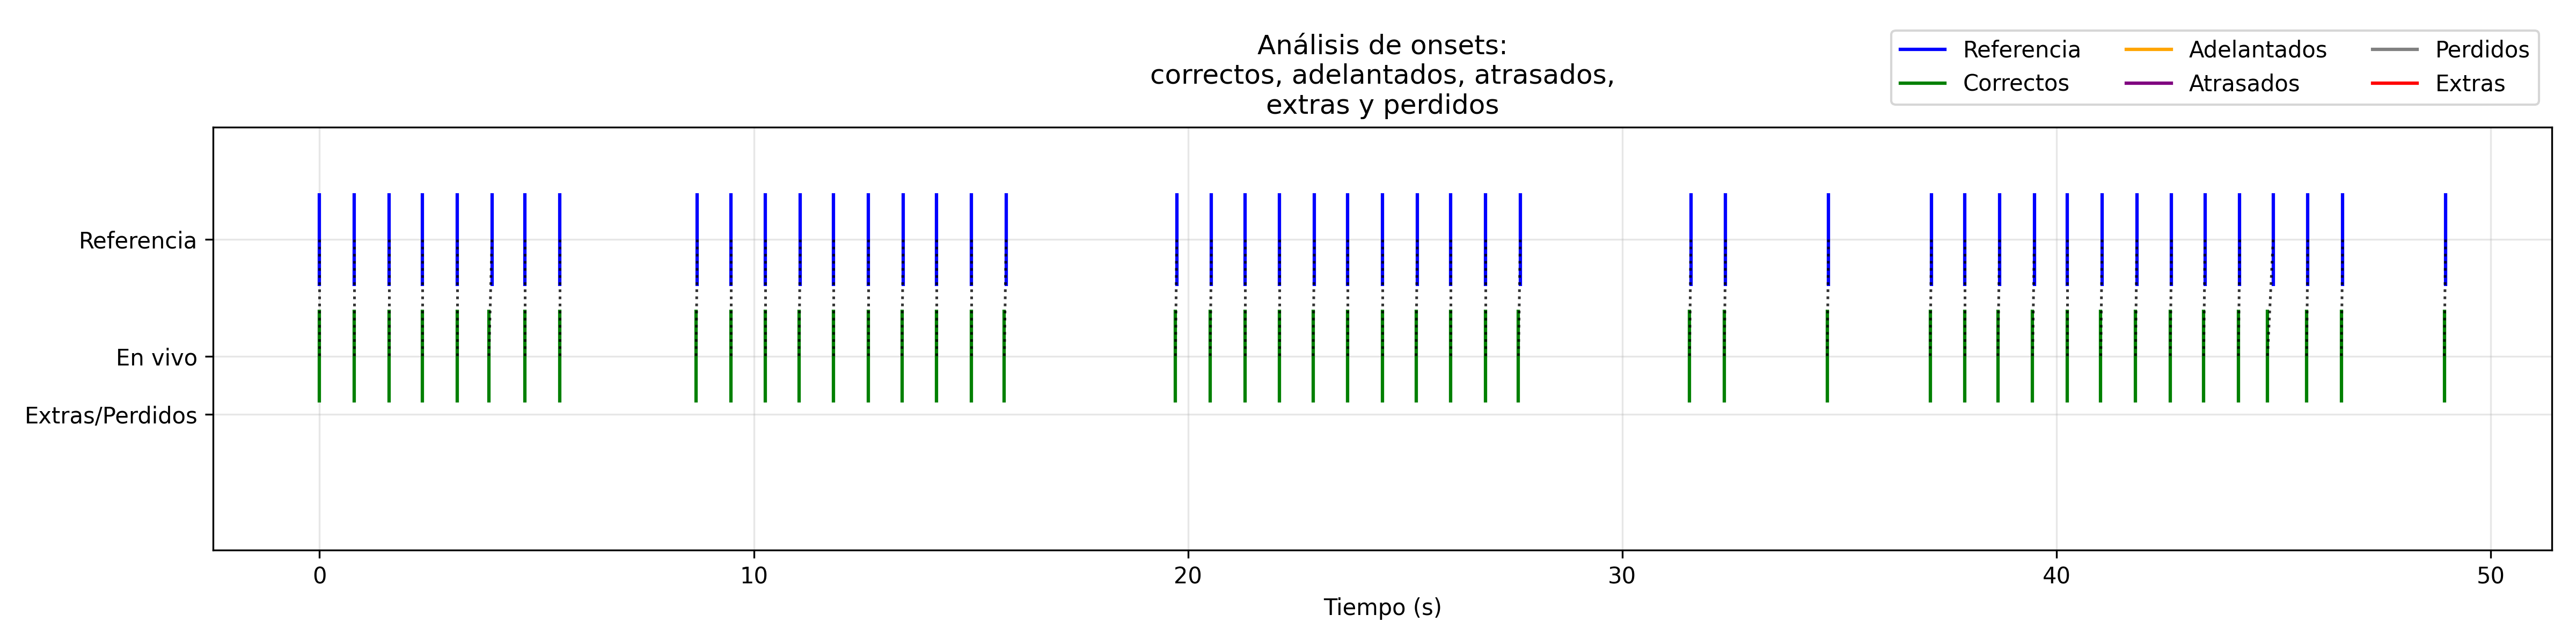 Análisis de onsets:
correctos, adelantados, atrasados,
extras y perdidos
Referencia
Correctos
Adelantados
Atrasados
Perdidos
Extras
Referencia
En vivo
Extras/Perdidos
0
10
20
30
40
50
Tiempo (s)